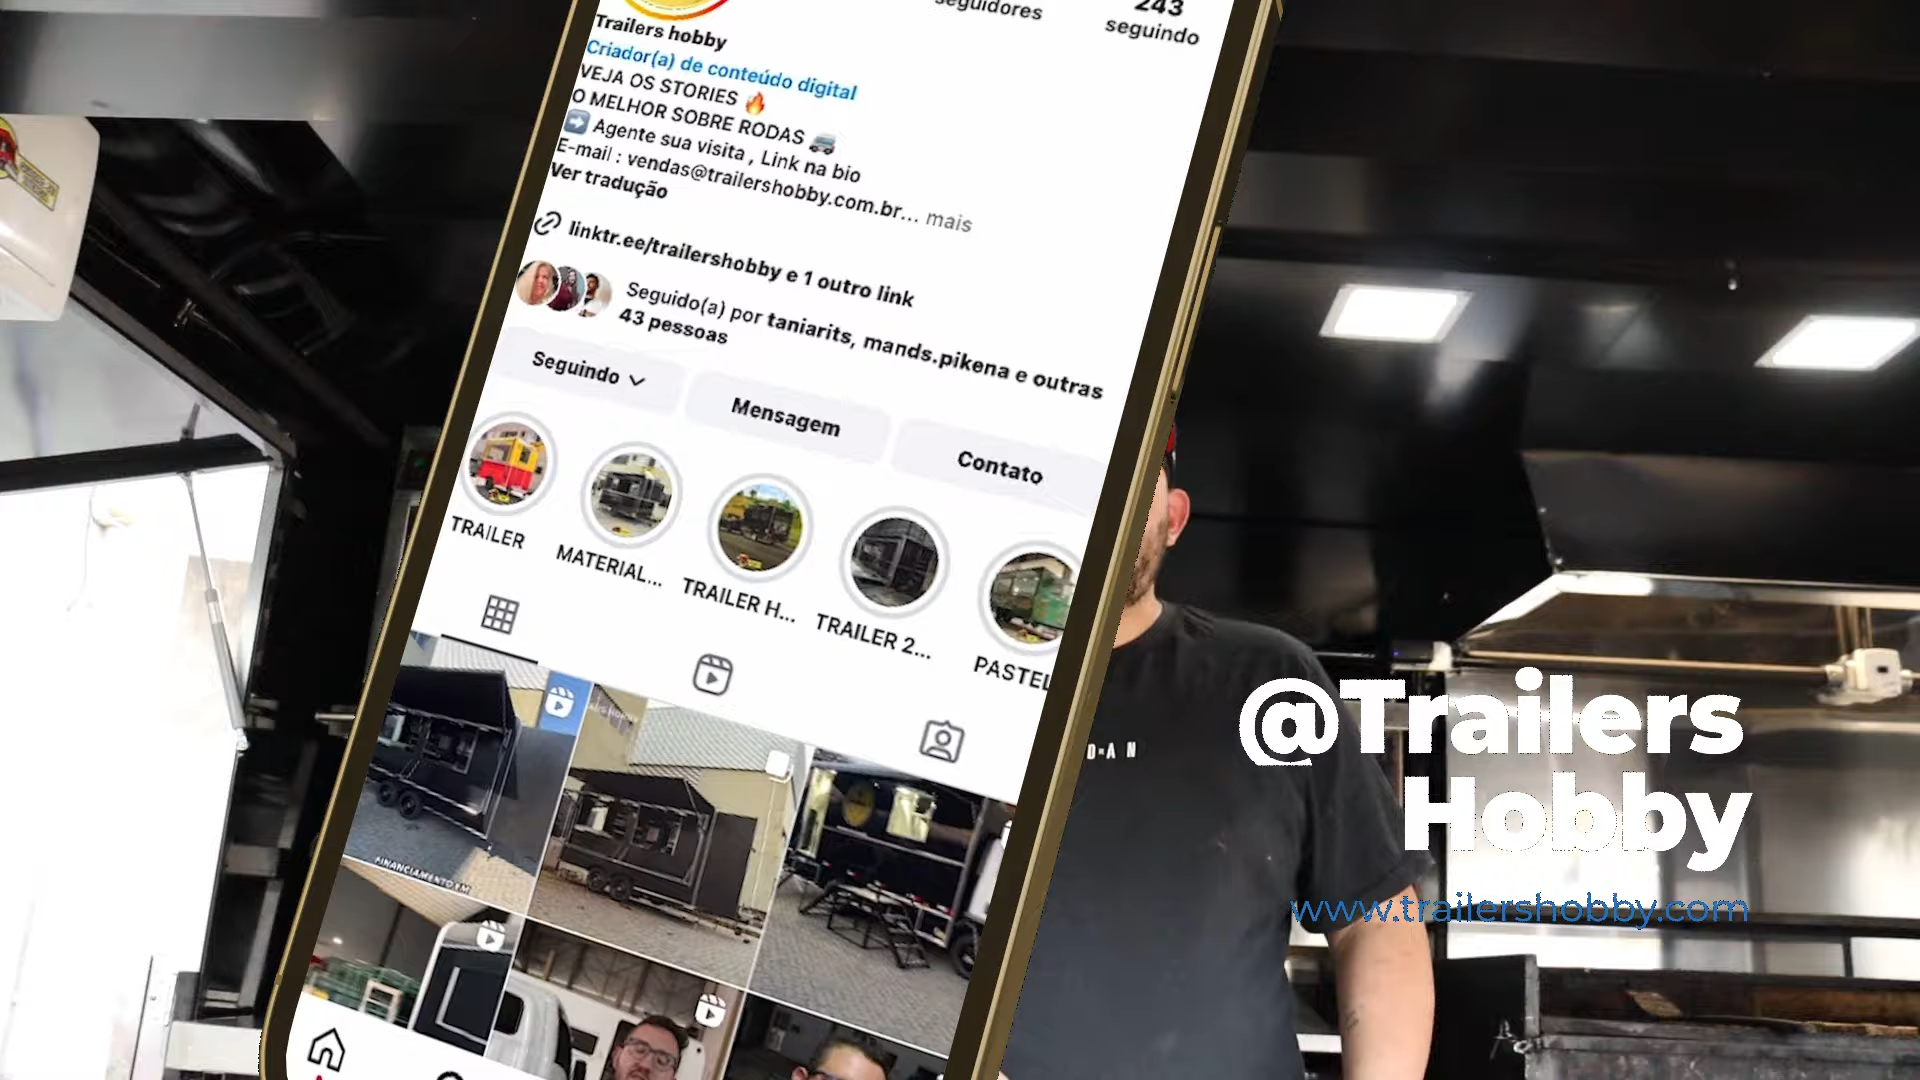 seguidores
243
seguindo
Trailers hobby
Criador(a) de conteúdo digital
VEJA OS STORIES 🔥
O MELHOR SOBRE RODAS 🚐
➡️ Agente sua visita , Link na bio
E-mail : vendas@trailershobby.com.br... mais
Ver tradução
linktr.ee/trailershobby e 1 outro link
Seguido(a) por taniarits, mands.pikena e outras
43 pessoas
Seguindo
Mensagem
Contato
TRAILER
MATERIAL...
TRAILER H...
TRAILER 2...
PASTEL
FINANCIAMENTO EM
D•A N
@Trailers
Hobby
www.trailershobby.com